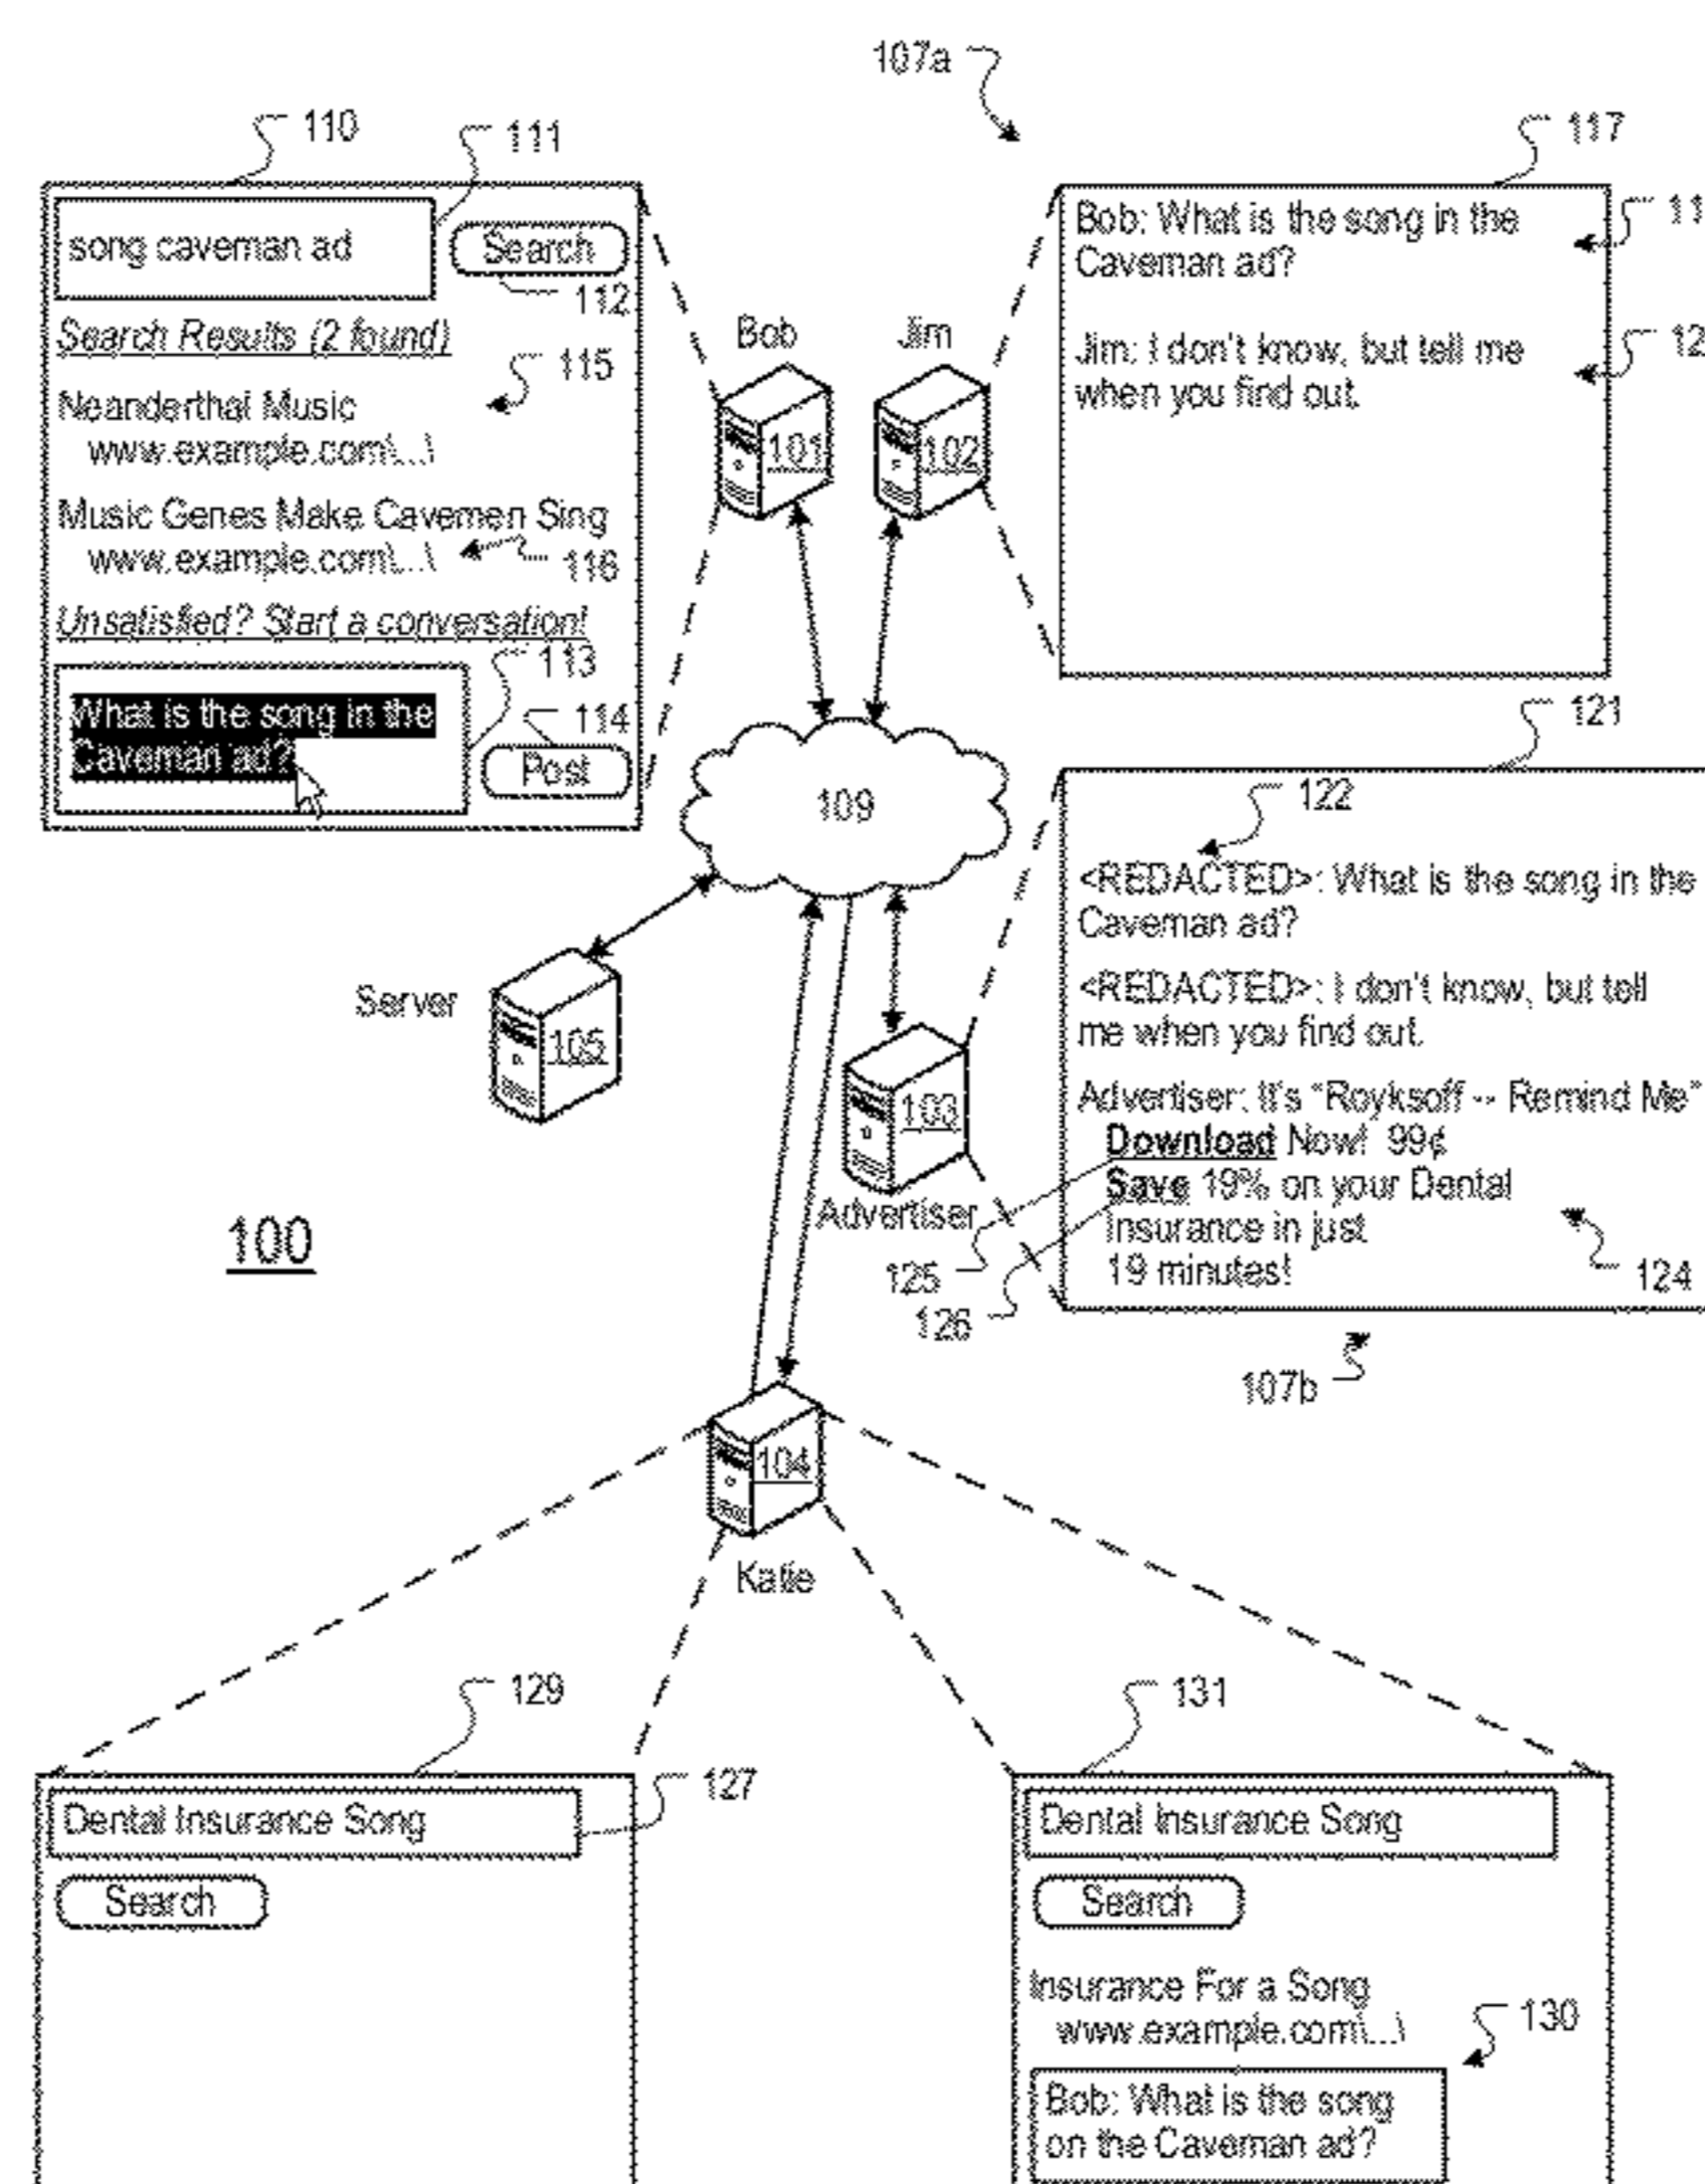 107a
110
111
117
song caveman ad
Search
112
Search Results (2 found)
115
Neanderthal Music
www.example.com\...\
Music Genes Make Cavemen Sing
www.example.com\...\
116
Unsatisfied? Start a conversation!
113
What is the song in the
Caveman ad?
114
Post
Bob
101
Jim
102
Bob: What is the song in the
Caveman ad?
Jim: I don't know, but tell me
when you find out.
109
121
122
<REDACTED>: What is the song in the
Caveman ad?
<REDACTED>: I don't know, but tell
me when you find out.
Advertiser: It's "Royksoff -- Remind Me"
Download Now! 99¢
Save 19% on your Dental
Insurance in just
19 minutes!
124
125
126
107b
Server
105
103
Advertiser
100
104
Katie
129
127
Dental Insurance Song
Search
131
Dental Insurance Song
Search
Insurance For a Song
www.example.com\...\
130
Bob: What is the song
on the Caveman ad?